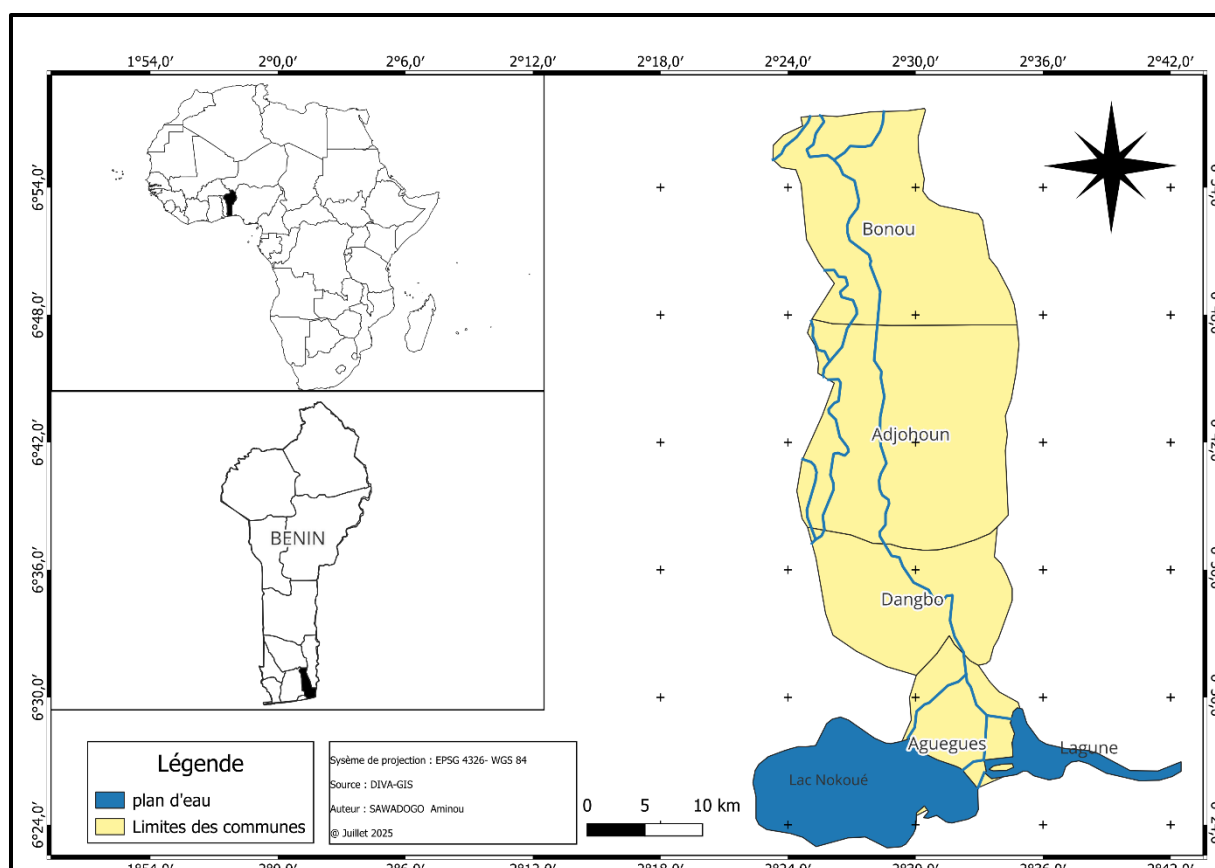 1°54,0′ 2°0,0′ 2°6,0′ 2°12,0′ 2°18,0′ 2°24,0′ 2°30,0′ 2°36,0′ 2°42,0′
6°54,0′
6°48,0′
6°42,0′
6°36,0′
6°30,0′
6°24,0′
BENIN
Bonou
Adjohoun
Dangbo
Aguegues
Lagune
Lac Nokoué
Légende
plan d'eau
Limites des communes
Système de projection : EPSG 4326- WGS 84
Source : DIVA-GIS
Auteur : SAWADOGO Aminou
@ Juillet 2025
0 5 10 km